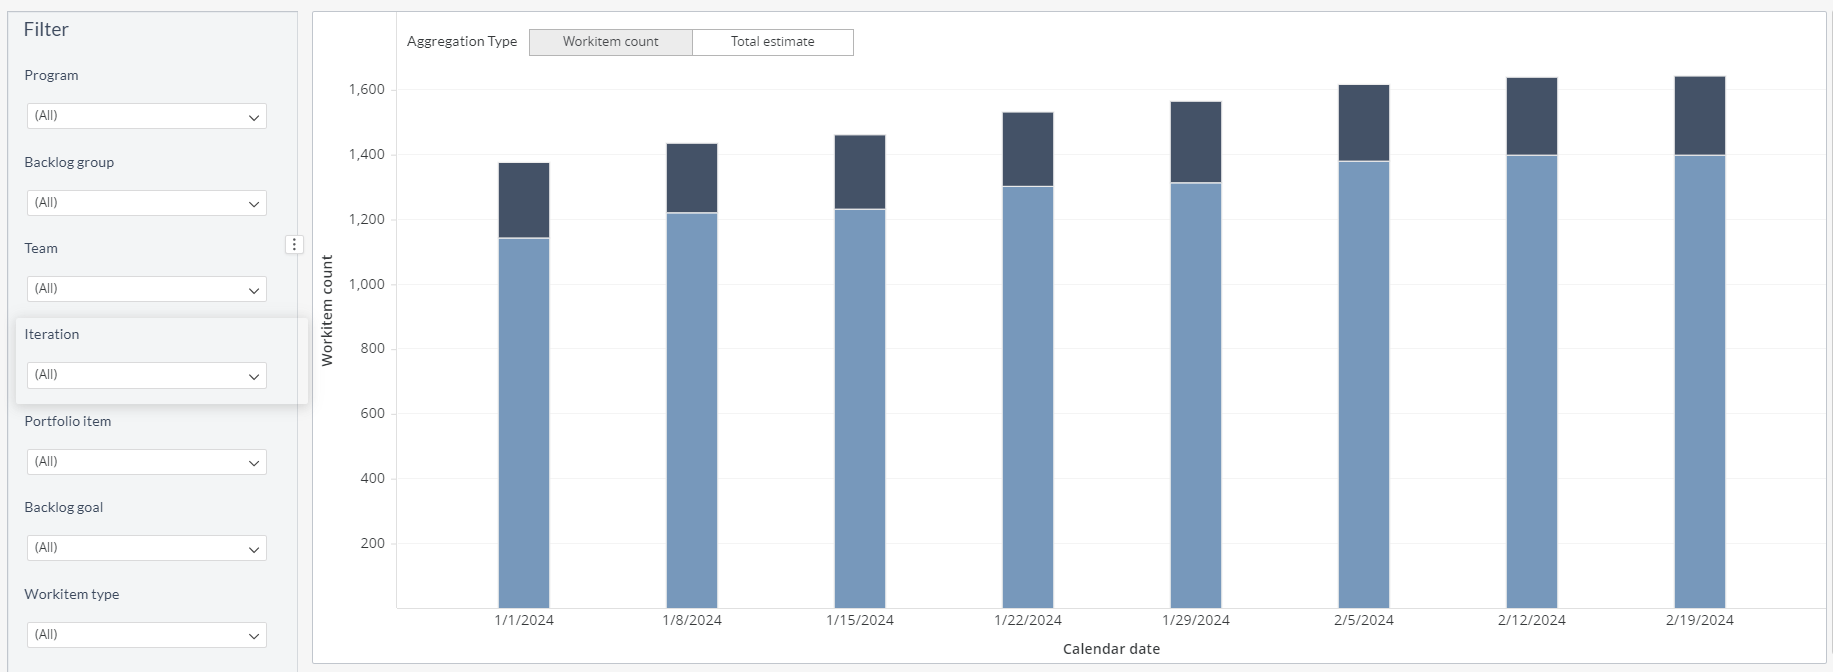 Filter
Program
(All)
Backlog group
(All)
Team
(All)
Iteration
(All)
Portfolio item
(All)
Backlog goal
(All)
Workitem type
(All)
Aggregation Type Workitem count Total estimate
Workitem count
1,600
1,400
1,200
1,000
800
600
400
200
1/1/2024 1/8/2024 1/15/2024 1/22/2024 1/29/2024 2/5/2024 2/12/2024 2/19/2024
Calendar date